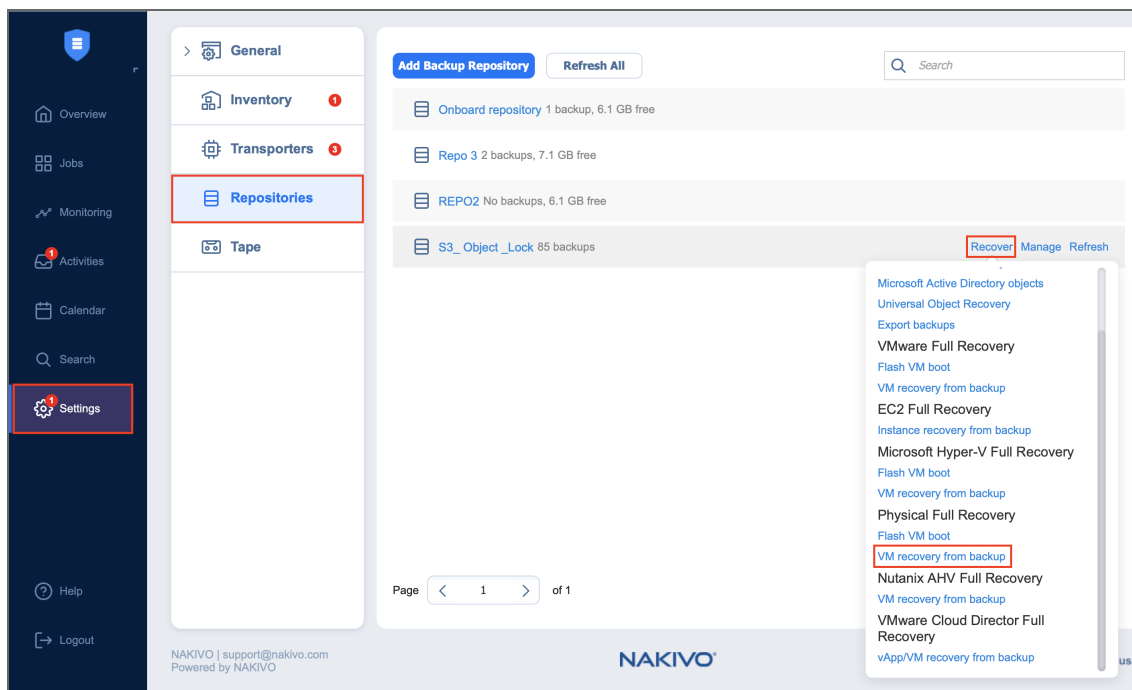 Overview
Jobs
Monitoring
1
Activities
Calendar
Search
1
Settings
Help
Logout
General
Inventory 1
Transporters 3
Repositories
Tape
Add Backup Repository Refresh All Search
Onboard repository 1 backup, 6.1 GB free
Repo 3 2 backups, 7.1 GB free
REPO2 No backups, 6.1 GB free
S3_ Object _Lock 85 backups Recover Manage Refresh
Microsoft Active Directory objects
Universal Object Recovery
Export backups
VMware Full Recovery
Flash VM boot
VM recovery from backup
EC2 Full Recovery
Instance recovery from backup
Microsoft Hyper-V Full Recovery
Flash VM boot
VM recovery from backup
Physical Full Recovery
Flash VM boot
VM recovery from backup
Nutanix AHV Full Recovery
VM recovery from backup
VMware Cloud Director Full
Recovery
vApp/VM recovery from backup
Page 1 of 1
NAKIVO | support@nakivo.com
Powered by NAKIVO
NAKIVO®
us